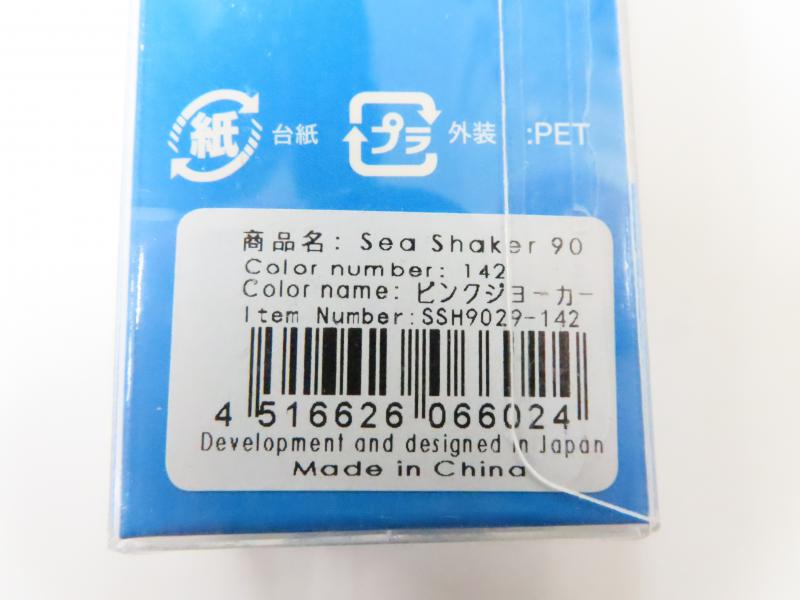 紙 台紙 プラ 外装 :PET
商品名: Sea Shaker 90
Color number: 142
Color name: ピンクジョーカー
Item Number:SSH9029-142
4 516626 066024
Development and designed in Japan
Made in China